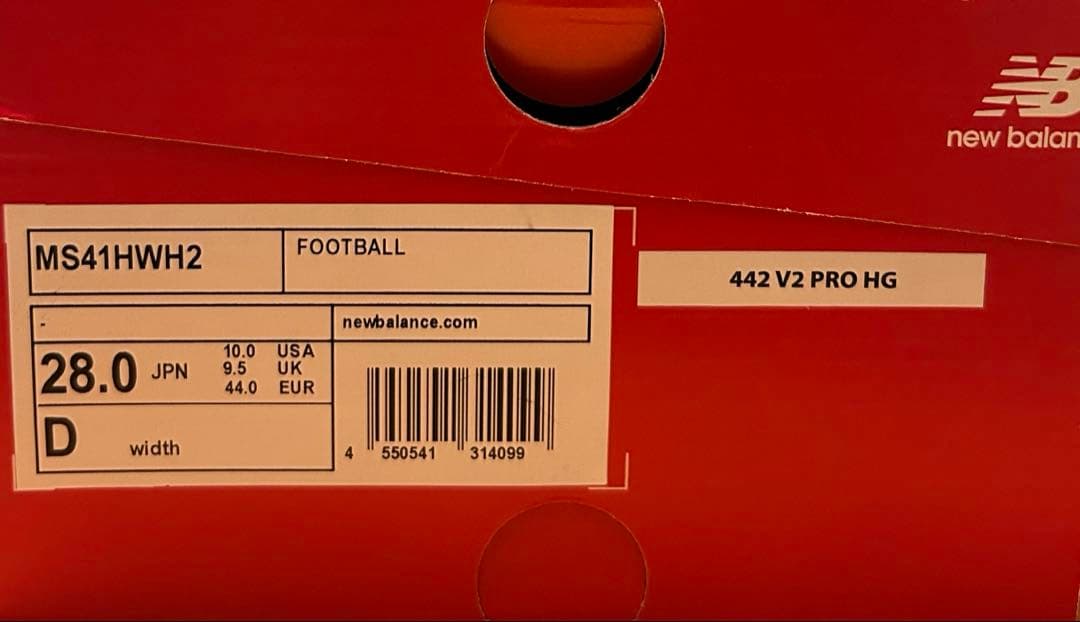 new balan
MS41HWH2
FOOTBALL
442 V2 PRO HG
-
newbalance.com
28.0 JPN
10.0 USA
9.5 UK
44.0 EUR
D width
4 550541 314099